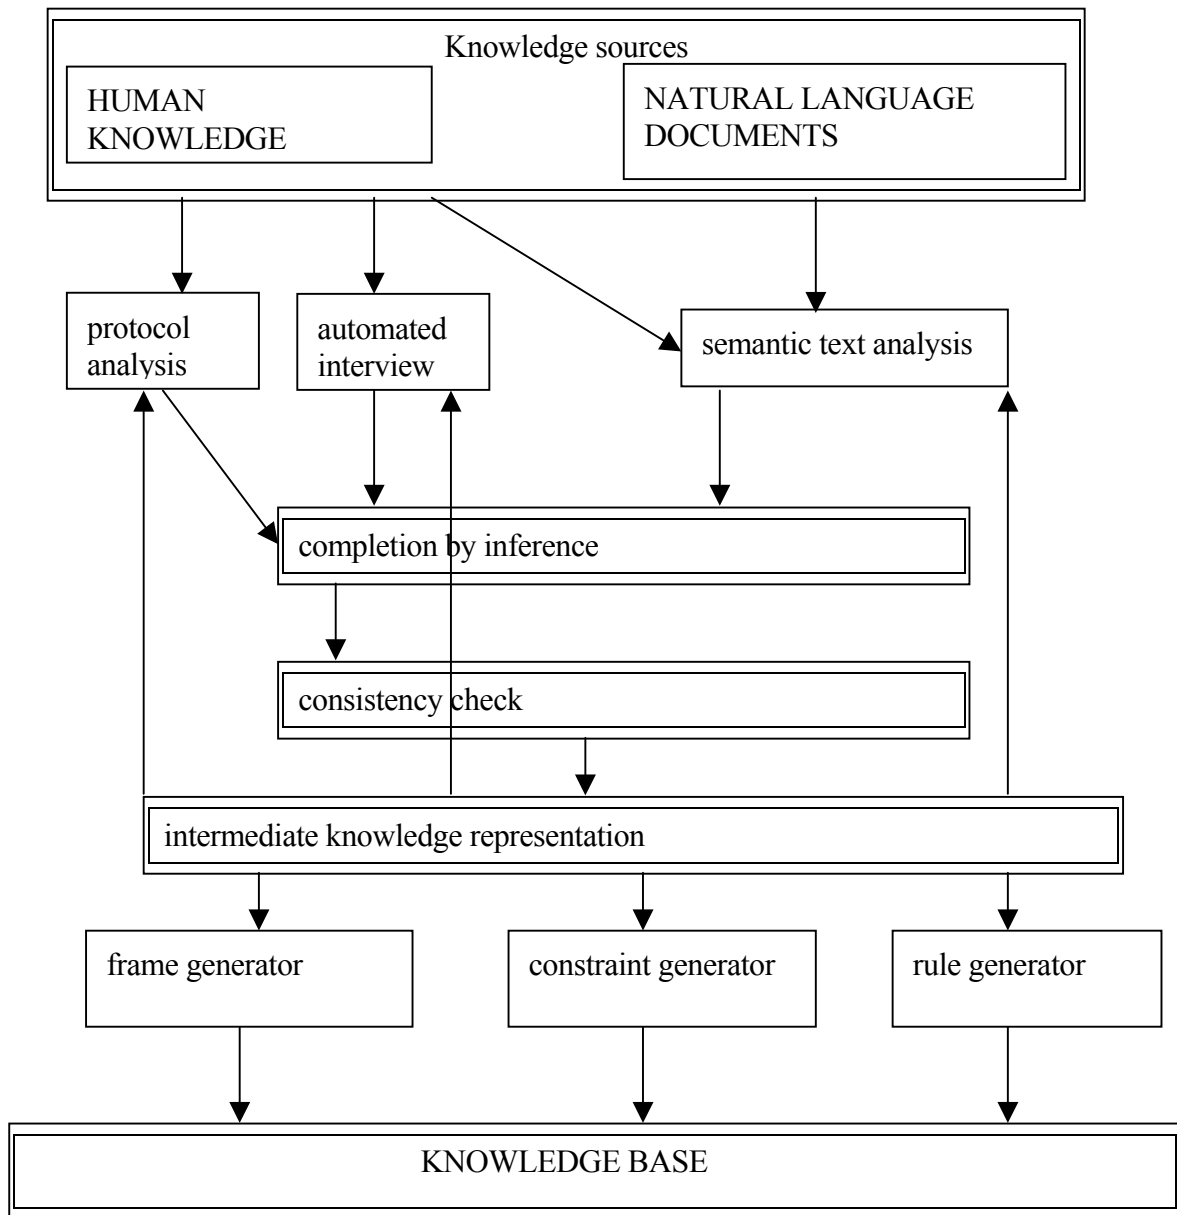 Knowledge sources
HUMAN
KNOWLEDGE
NATURAL LANGUAGE
DOCUMENTS
protocol
analysis
automated
interview
semantic text analysis
completion by inference
consistency check
intermediate knowledge representation
frame generator
constraint generator
rule generator
KNOWLEDGE BASE